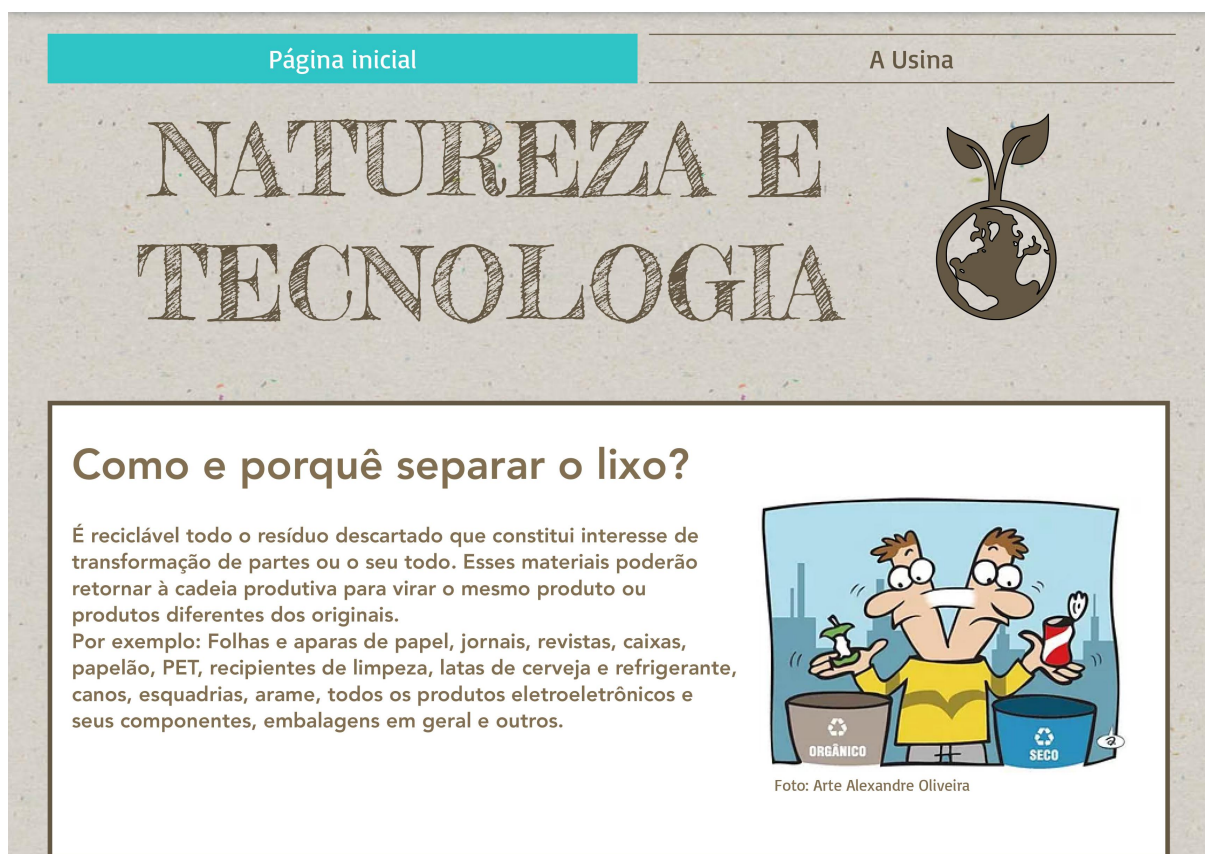 Página inicial
A Usina
NATUREZA E
TECNOLOGIA
Como e porquê separar o lixo?
É reciclável todo o resíduo descartado que constitui interesse de
transformação de partes ou o seu todo. Esses materiais poderão
retornar à cadeia produtiva para virar o mesmo produto ou
produtos diferentes dos originais.
Por exemplo: Folhas e aparas de papel, jornais, revistas, caixas,
papelão, PET, recipientes de limpeza, latas de cerveja e refrigerante,
canos, esquadrias, arame, todos os produtos eletroeletrônicos e
seus componentes, embalagens em geral e outros.
ORGÂNICO
SECO
Foto: Arte Alexandre Oliveira